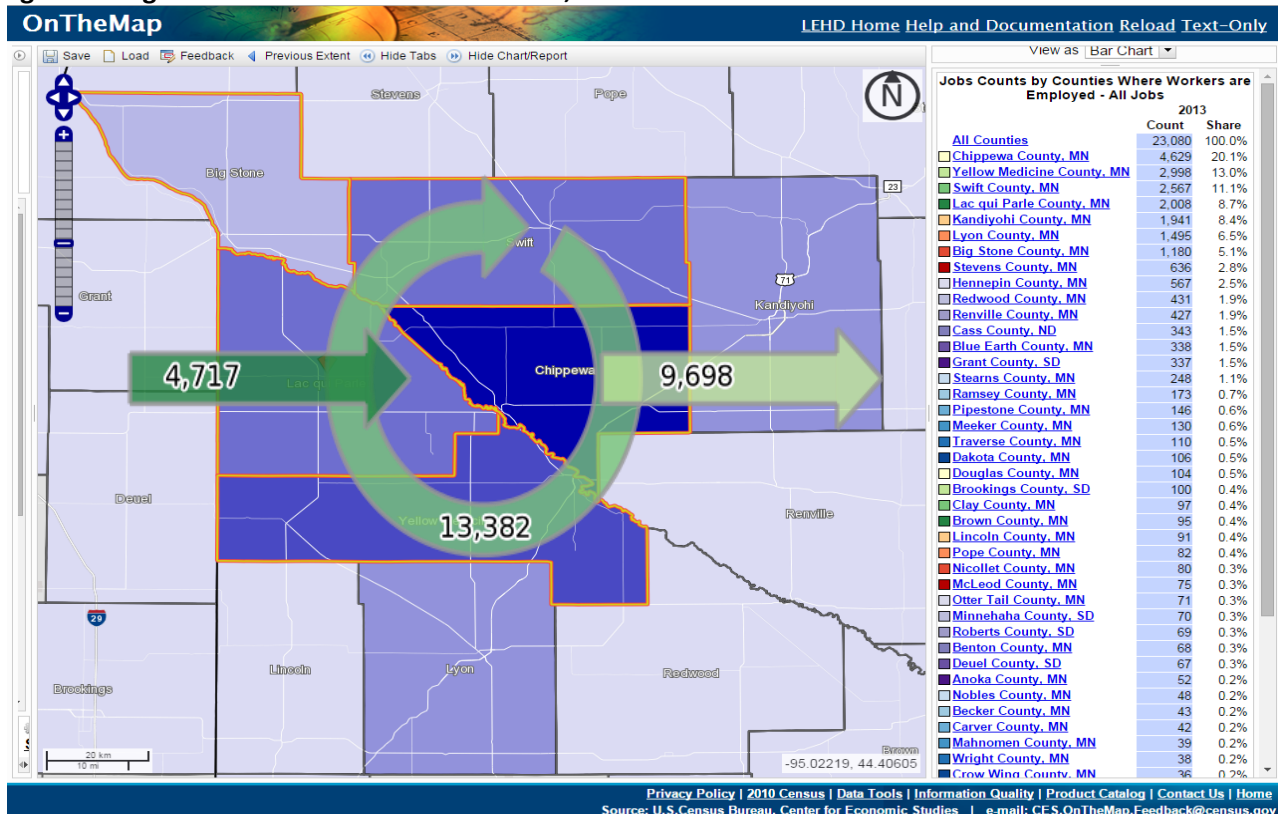 OnTheMap
LEHD Home Help and Documentation Reload Text-Only
Save Load Feedback Previous Extent Hide Tabs Hide Chart/Report
View as Bar Chart
Stevens
Pope
N
Big Stone
23
Swift
71
Grant
Kandiyohi
4,717
Lac qui
Chippewa
9,698
Deuel
Renville
Yellow
13,382
29
Lincoln
Lyon
Redwood
Brookings
Brown
20 km
10 mi
-95.02219, 44.40605
Jobs Counts by Counties Where Workers are
Employed - All Jobs
2013
Count Share
All Counties 23,080 100.0%
Chippewa County, MN 4,629 20.1%
Yellow Medicine County, MN 2,998 13.0%
Swift County, MN 2,567 11.1%
Lac qui Parle County, MN 2,008 8.7%
Kandiyohi County, MN 1,941 8.4%
Lyon County, MN 1,495 6.5%
Big Stone County, MN 1,180 5.1%
Stevens County, MN 636 2.8%
Hennepin County, MN 567 2.5%
Redwood County, MN 431 1.9%
Renville County, MN 427 1.9%
Cass County, ND 343 1.5%
Blue Earth County, MN 338 1.5%
Grant County, SD 337 1.5%
Stearns County, MN 248 1.1%
Ramsey County, MN 173 0.7%
Pipestone County, MN 146 0.6%
Meeker County, MN 130 0.6%
Traverse County, MN 110 0.5%
Dakota County, MN 106 0.5%
Douglas County, MN 104 0.5%
Brookings County, SD 100 0.4%
Clay County, MN 97 0.4%
Brown County, MN 95 0.4%
Lincoln County, MN 91 0.4%
Pope County, MN 82 0.4%
Nicollet County, MN 80 0.3%
McLeod County, MN 75 0.3%
Otter Tail County, MN 71 0.3%
Minnehaha County, SD 70 0.3%
Roberts County, SD 69 0.3%
Benton County, MN 68 0.3%
Deuel County, SD 67 0.3%
Anoka County, MN 52 0.2%
Nobles County, MN 48 0.2%
Becker County, MN 43 0.2%
Carver County, MN 42 0.2%
Mahnomen County, MN 39 0.2%
Wright County, MN 38 0.2%
Crow Wing County, MN 36 0.2%
Privacy Policy | 2010 Census | Data Tools | Information Quality | Product Catalog | Contact Us | Home
Source: U.S.Census Bureau, Center for Economic Studies | e-mail: CES.OnTheMap.Feedback@census.gov